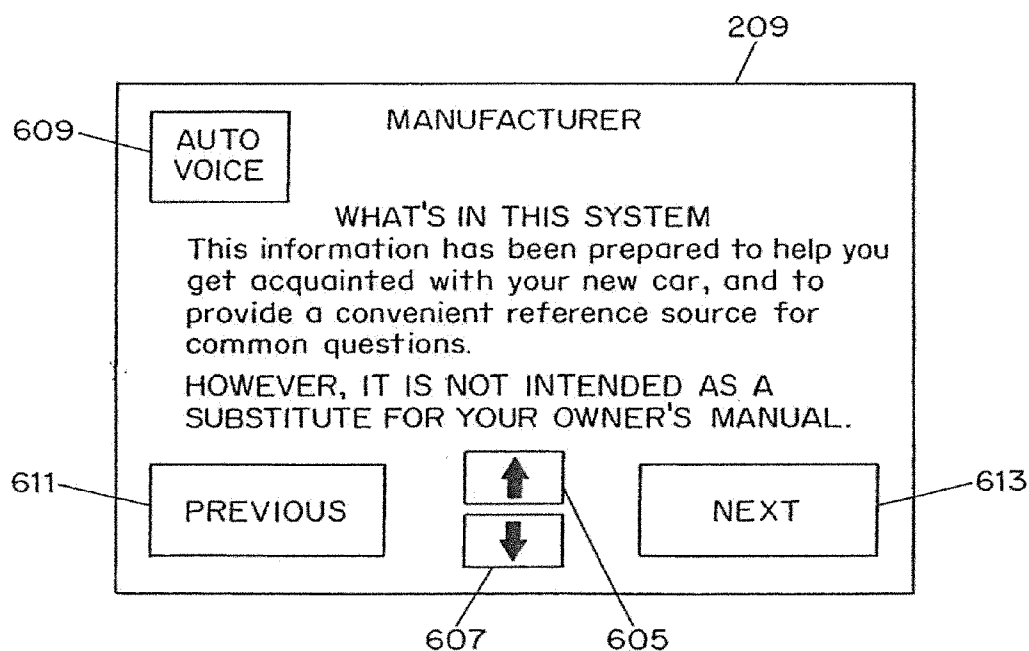 209
MANUFACTURER
609
AUTO
VOICE
WHAT'S IN THIS SYSTEM
This information has been prepared to help you
get acquainted with your new car, and to
provide a convenient reference source for
common questions.
HOWEVER, IT IS NOT INTENDED AS A
SUBSTITUTE FOR YOUR OWNER'S MANUAL.
611
PREVIOUS
NEXT
613
607
605